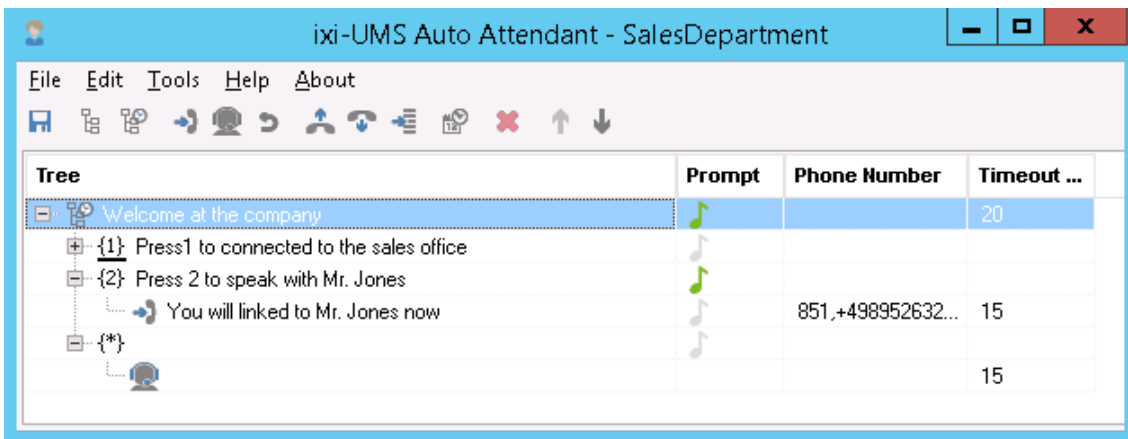 ixi-UMS Auto Attendant - SalesDepartment
File Edit Tools Help About
12
Tree Prompt Phone Number Timeout ...
Welcome at the company 20
{1} Press1 to connected to the sales office
{2} Press 2 to speak with Mr. Jones
You will linked to Mr. Jones now 851,+498952632... 15
{*}
15